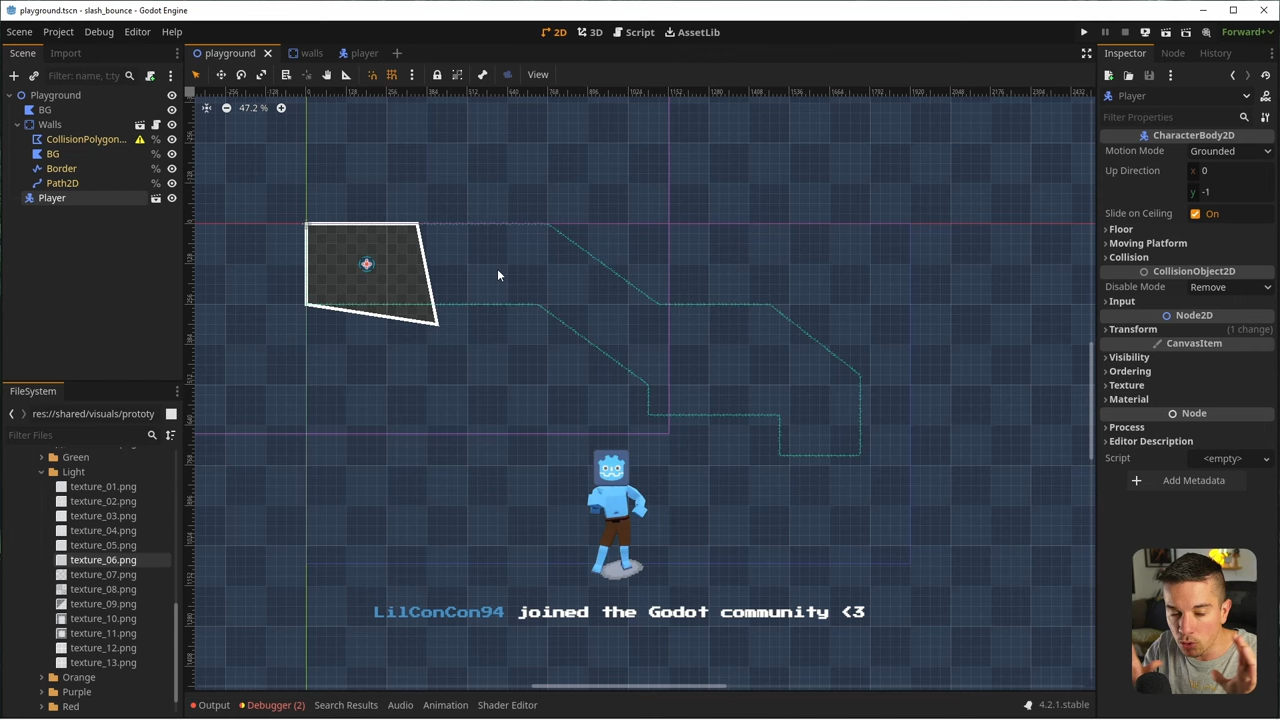 playground.tscn - slash_bounce - Godot Engine
Scene Project Debug Editor Help
2D 3D Script AssetLib
Forward+
Scene Import
playground walls player
Inspector Node History
Filter: name, t:ty
View
Playground
BG
Walls
CollisionPolygon...
BG
Border
Path2D
Player
47.2 %
Player
Filter Properties
CharacterBody2D
Motion Mode Grounded
Up Direction x 0
y -1
Slide on Ceiling On
Floor
Moving Platform
Collision
CollisionObject2D
Disable Mode Remove
Input
Node2D
Transform (1 change)
CanvasItem
Visibility
Ordering
Texture
Material
Node
Process
Editor Description
Script <empty>
Add Metadata
FileSystem
res://shared/visuals/prototy
Filter Files
Green
Light
texture_01.png
texture_02.png
texture_03.png
texture_04.png
texture_05.png
texture_06.png
texture_07.png
texture_08.png
texture_09.png
texture_10.png
texture_11.png
texture_12.png
texture_13.png
Orange
Purple
Red
LilConCon94 joined the Godot community <3
Output Debugger (2) Search Results Audio Animation Shader Editor
4.2.1.stable